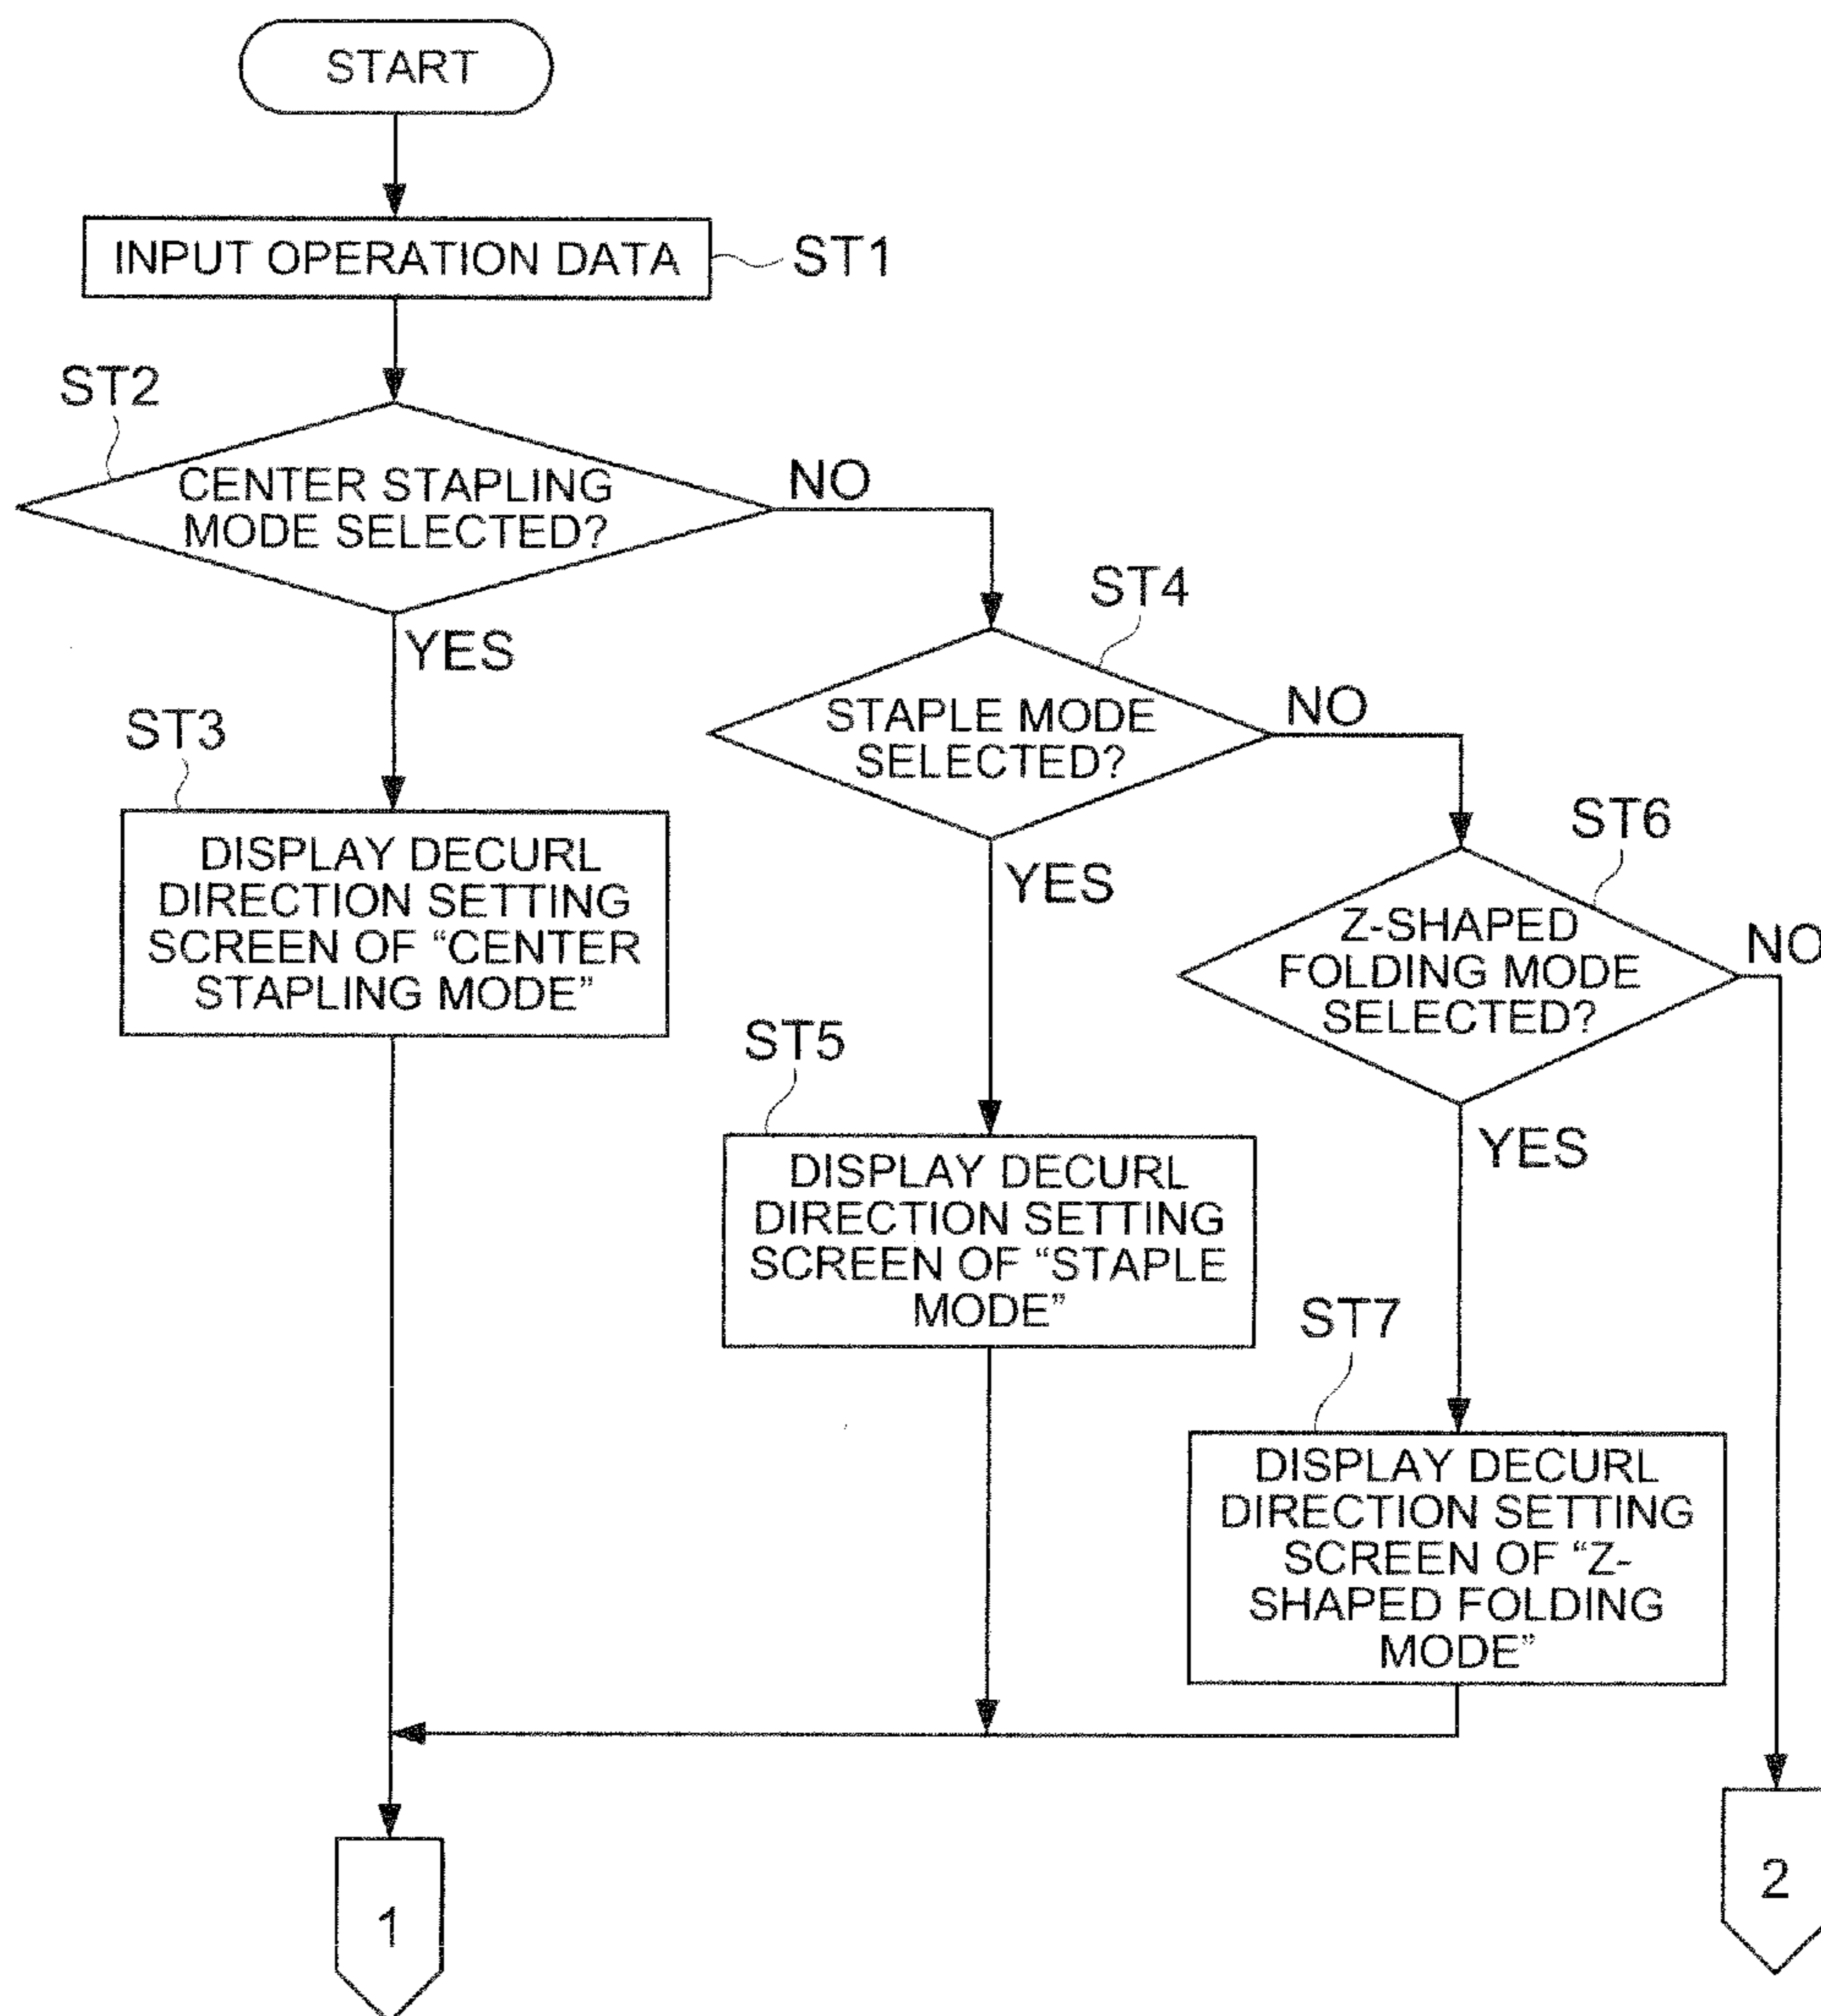 START
INPUT OPERATION DATA
ST1
ST2
CENTER STAPLING
MODE SELECTED?
NO
YES
ST4
STAPLE MODE
SELECTED?
NO
YES
ST3
DISPLAY DECURL
DIRECTION SETTING
SCREEN OF “CENTER
STAPLING MODE”
ST6
Z-SHAPED
FOLDING MODE
SELECTED?
NO
YES
ST5
DISPLAY DECURL
DIRECTION SETTING
SCREEN OF “STAPLE
MODE”
ST7
DISPLAY DECURL
DIRECTION SETTING
SCREEN OF “Z-
SHAPED FOLDING
MODE”
1
2